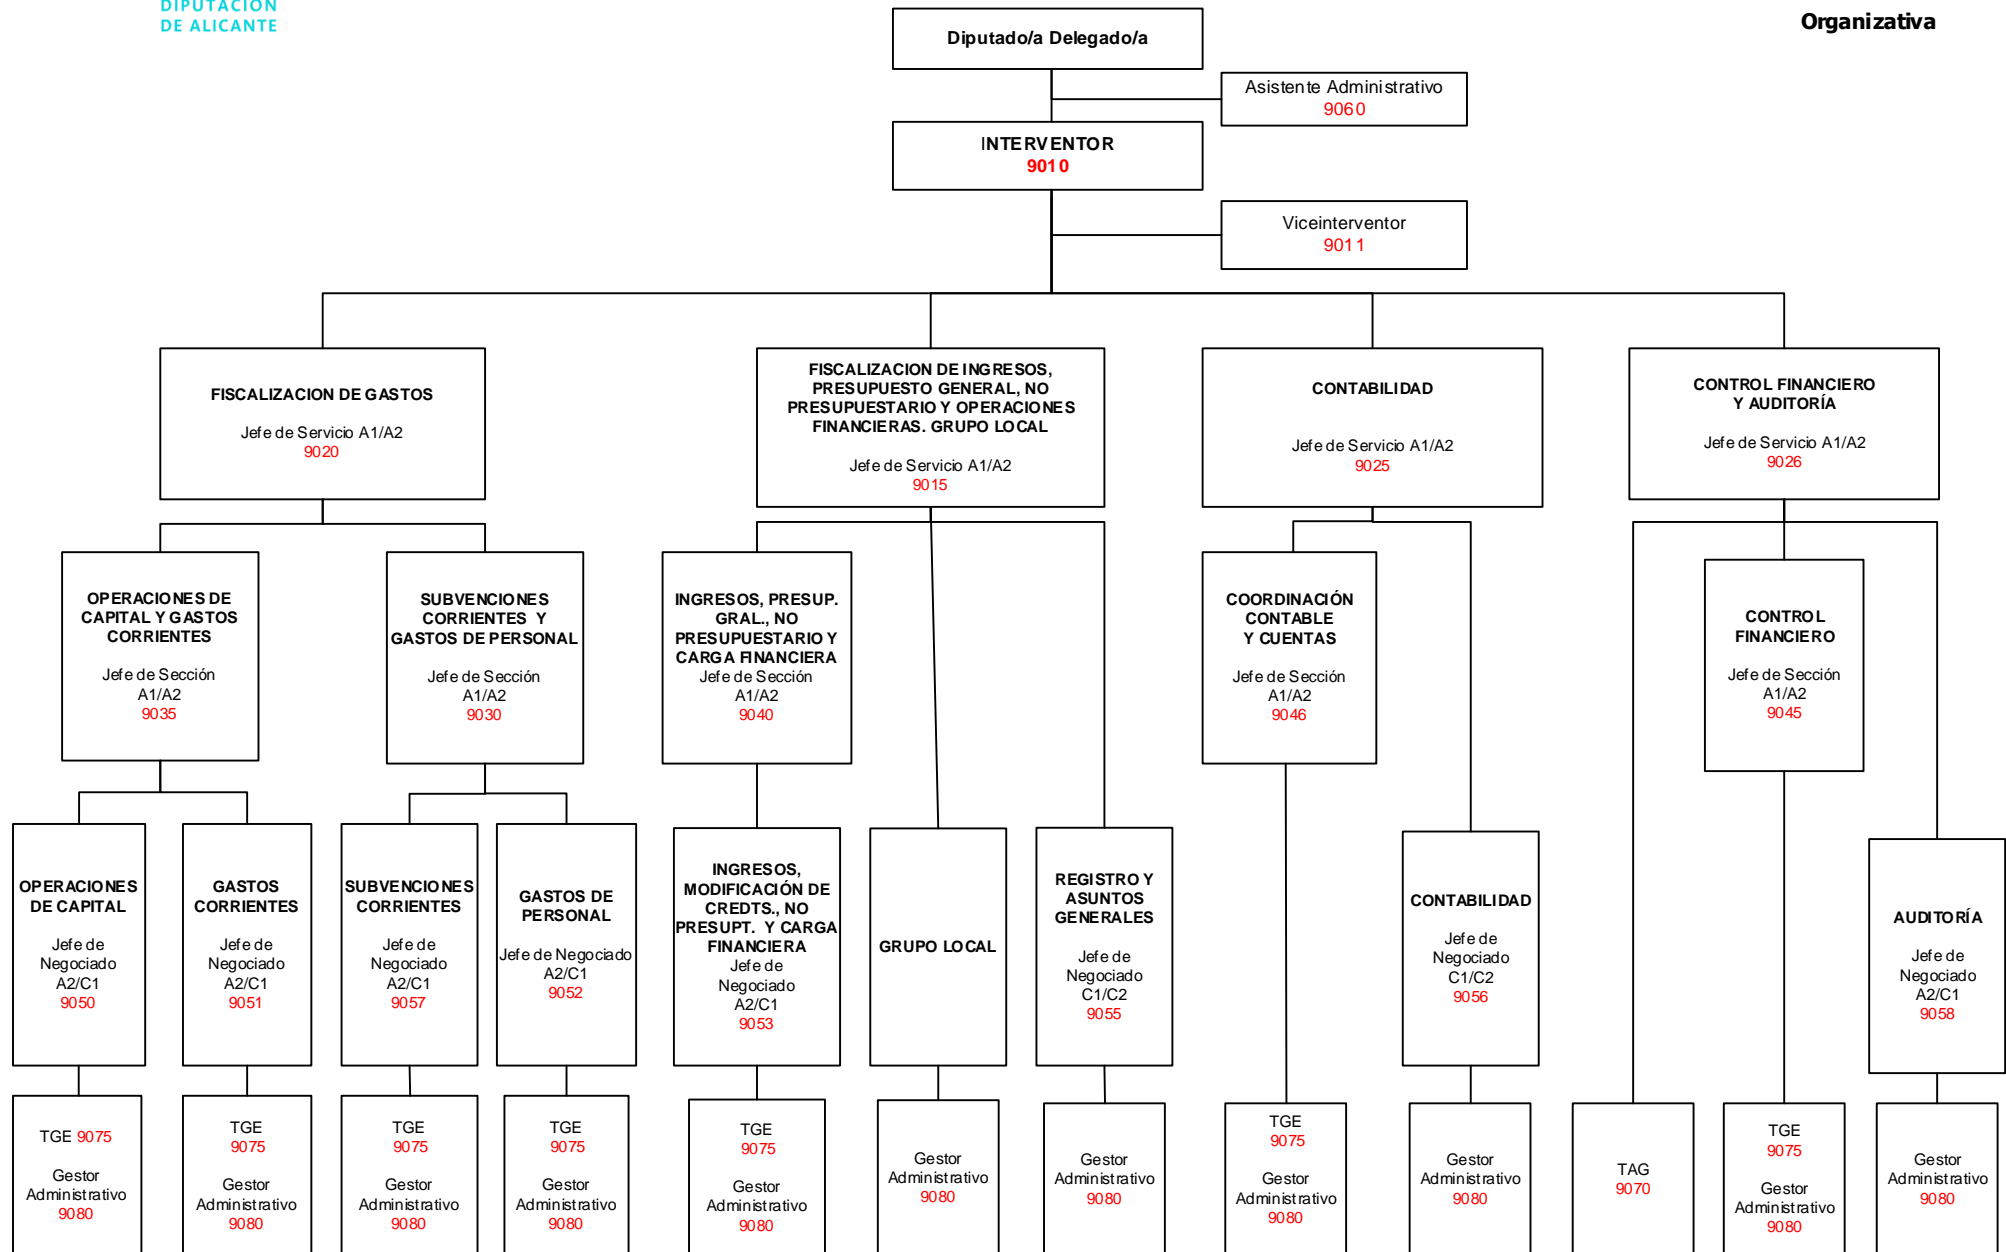 DIPUTACIÓN
DE ALICANTE
Organizativa
Diputado/a Delegado/a
Asistente Administrativo
9060
INTERVENTOR
9010
Viceinterventor
9011
FISCALIZACION DE GASTOS
Jefe de Servicio A1/A2
9020
FISCALIZACION DE INGRESOS,
PRESUPUESTO GENERAL, NO
PRESUPUESTARIO Y OPERACIONES
FINANCIERAS. GRUPO LOCAL
Jefe de Servicio A1/A2
9015
CONTABILIDAD
Jefe de Servicio A1/A2
9025
CONTROL FINANCIERO
Y AUDITORÍA
Jefe de Servicio A1/A2
9026
OPERACIONES DE
CAPITAL Y GASTOS
CORRIENTES
Jefe de Sección
A1/A2
9035
SUBVENCIONES
CORRIENTES Y
GASTOS DE PERSONAL
Jefe de Sección
A1/A2
9030
INGRESOS, PRESUP.
GRAL., NO
PRESUPUESTARIO Y
CARGA FINANCIERA
Jefe de Sección
A1/A2
9040
COORDINACIÓN
CONTABLE
Y CUENTAS
Jefe de Sección
A1/A2
9046
CONTROL
FINANCIERO
Jefe de Sección
A1/A2
9045
OPERACIONES
DE CAPITAL
Jefe de
Negociado
A2/C1
9050
GASTOS
CORRIENTES
Jefe de
Negociado
A2/C1
9051
SUBVENCIONES
CORRIENTES
Jefe de
Negociado
A2/C1
9057
GASTOS DE
PERSONAL
Jefe de Negociado
A2/C1
9052
INGRESOS,
MODIFICACIÓN DE
CREDTS., NO
PRESUPT. Y CARGA
FINANCIERA
Jefe de
Negociado
A2/C1
9053
GRUPO LOCAL
REGISTRO Y
ASUNTOS
GENERALES
Jefe de
Negociado
C1/C2
9055
CONTABILIDAD
Jefe de
Negociado
C1/C2
9056
AUDITORÍA
Jefe de
Negociado
A2/C1
9058
TGE 9075
Gestor
Administrativo
9080
TGE
9075
Gestor
Administrativo
9080
TGE
9075
Gestor
Administrativo
9080
TGE
9075
Gestor
Administrativo
9080
TGE
9075
Gestor
Administrativo
9080
Gestor
Administrativo
9080
Gestor
Administrativo
9080
TGE
9075
Gestor
Administrativo
9080
Gestor
Administrativo
9080
TAG
9070
TGE
9075
Gestor
Administrativo
9080
Gestor
Administrativo
9080